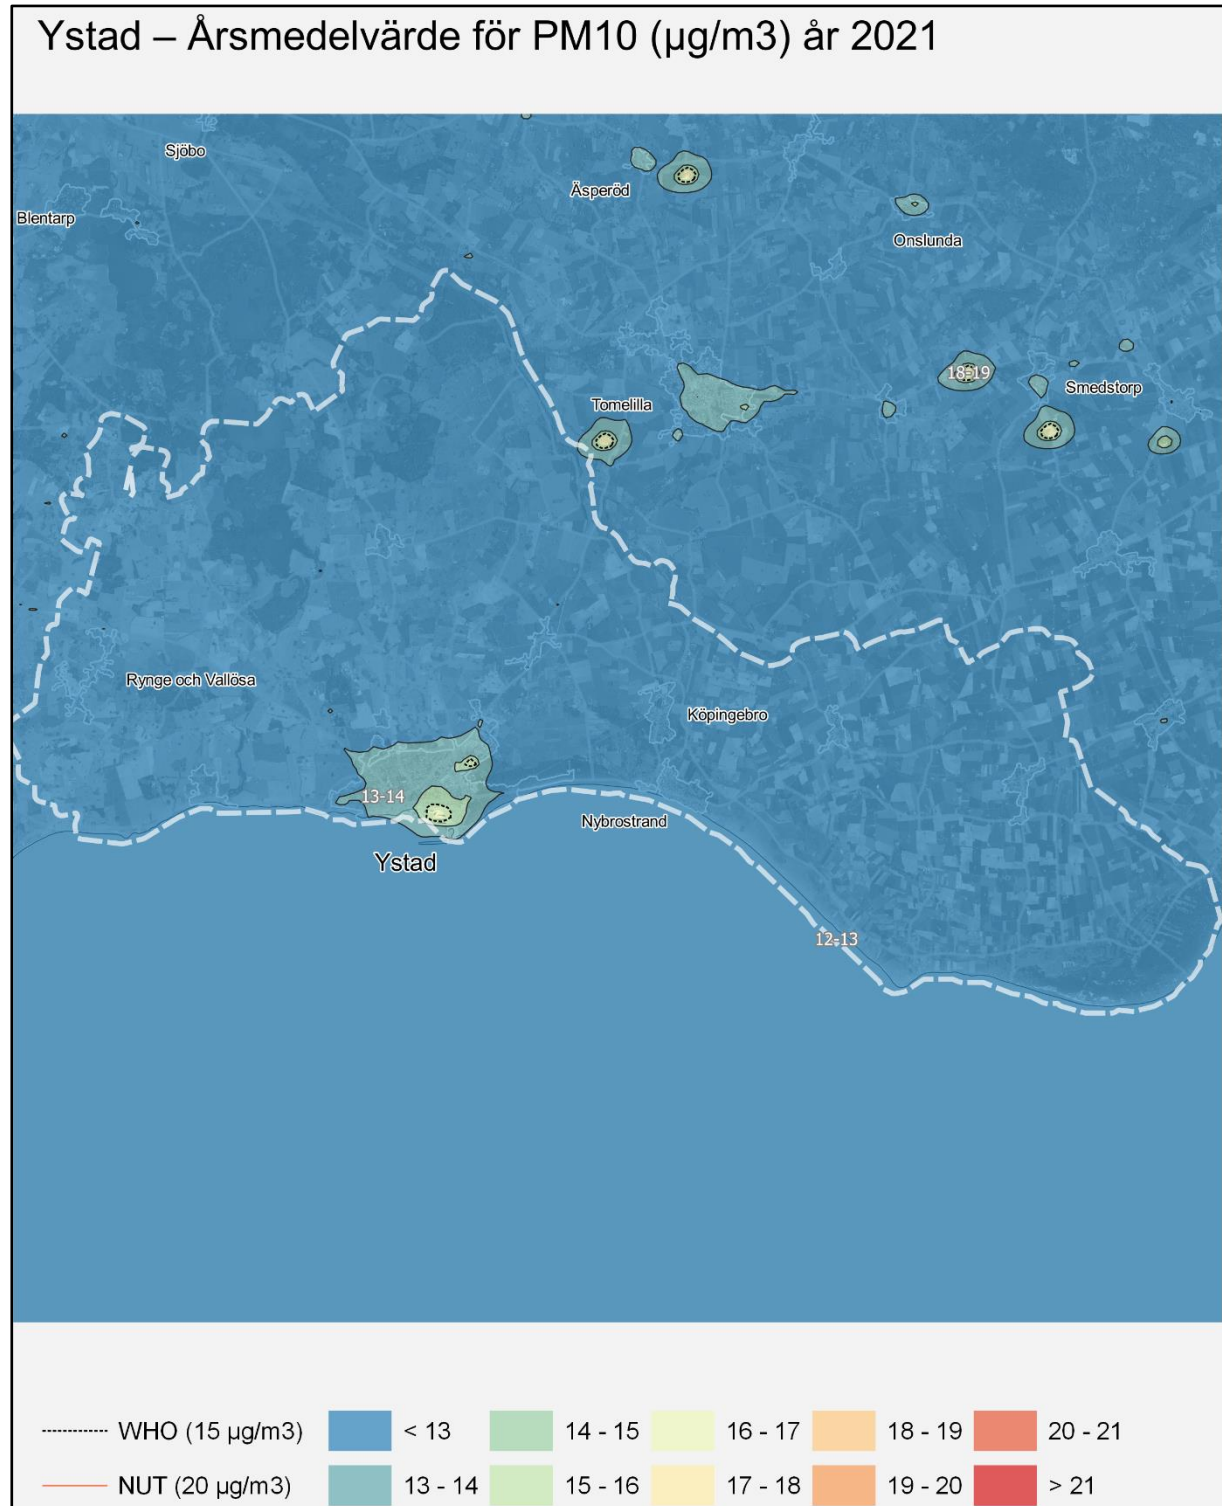 Ystad – Årsmedelvärde för PM10 (µg/m3) år 2021
Sjöbo
Äsperöd
Blentarp
Onslunda
18-19
Smedstorp
Tomelilla
Rynge och Vallösa
Köpingebro
13-14
Nybrostrand
Ystad
12-13
WHO (15 µg/m3) < 13 14 - 15 16 - 17 18 - 19 20 - 21
NUT (20 µg/m3) 13 - 14 15 - 16 17 - 18 19 - 20 > 21